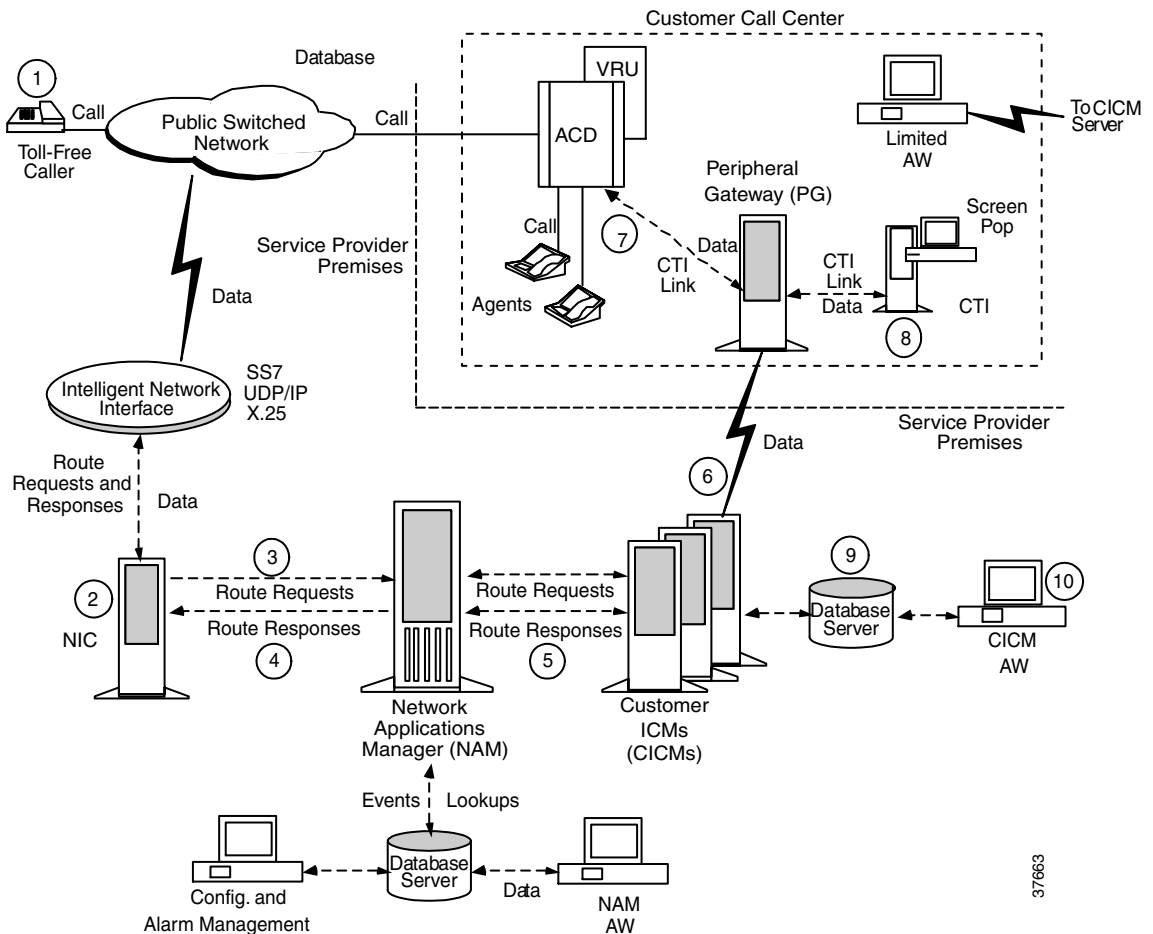 Customer Call Center
Database
VRU
1
Call
Public Switched
Network
Call
ACD
To CICM
Server
Limited
AW
Toll-Free
Caller
Peripheral
Gateway (PG)
Call
7
Data
CTI
Link
Screen
Pop
CTI
Link
Data
CTI
8
Agents
Service Provider
Premises
Data
Intelligent Network
Interface
SS7
UDP/IP
X.25
Service Provider
Premises
Data
Route
Requests and
Responses
Data
6
2
NIC
3
Route Requests
Route Responses
4
Route Requests
Route Responses
5
9
Database
Server
10
CICM
AW
Network
Applications
Manager (NAM)
Customer
ICMs
(CICMs)
Events
Lookups
Database
Server
Data
Config. and
Alarm Management
NAM
AW
37663